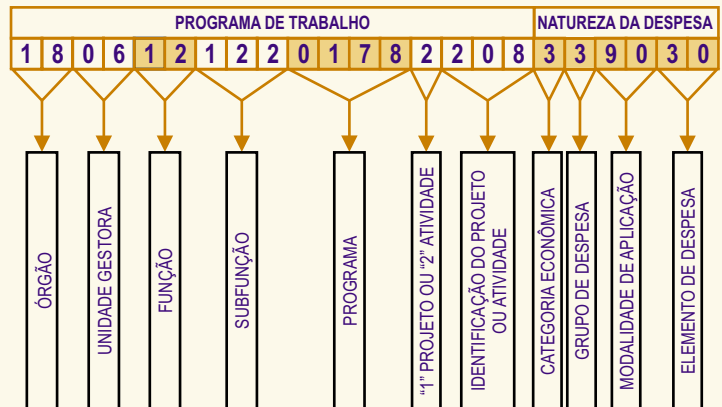 PROGRAMA DE TRABALHO NATUREZA DA DESPESA
1 8 0 6 1 2 1 2 2 0 1 7 8 2 2 0 8 3 3 9 0 3 0
ÓRGÃO
UNIDADE GESTORA
FUNÇÃO
SUBFUNÇÃO
PROGRAMA
"1" PROJETO OU "2" ATIVIDADE
IDENTIFICAÇÃO DO PROJETO
OU ATIVIDADE
CATEGORIA ECONÔMICA
GRUPO DE DESPESA
MODALIDADE DE APLICAÇÃO
ELEMENTO DE DESPESA